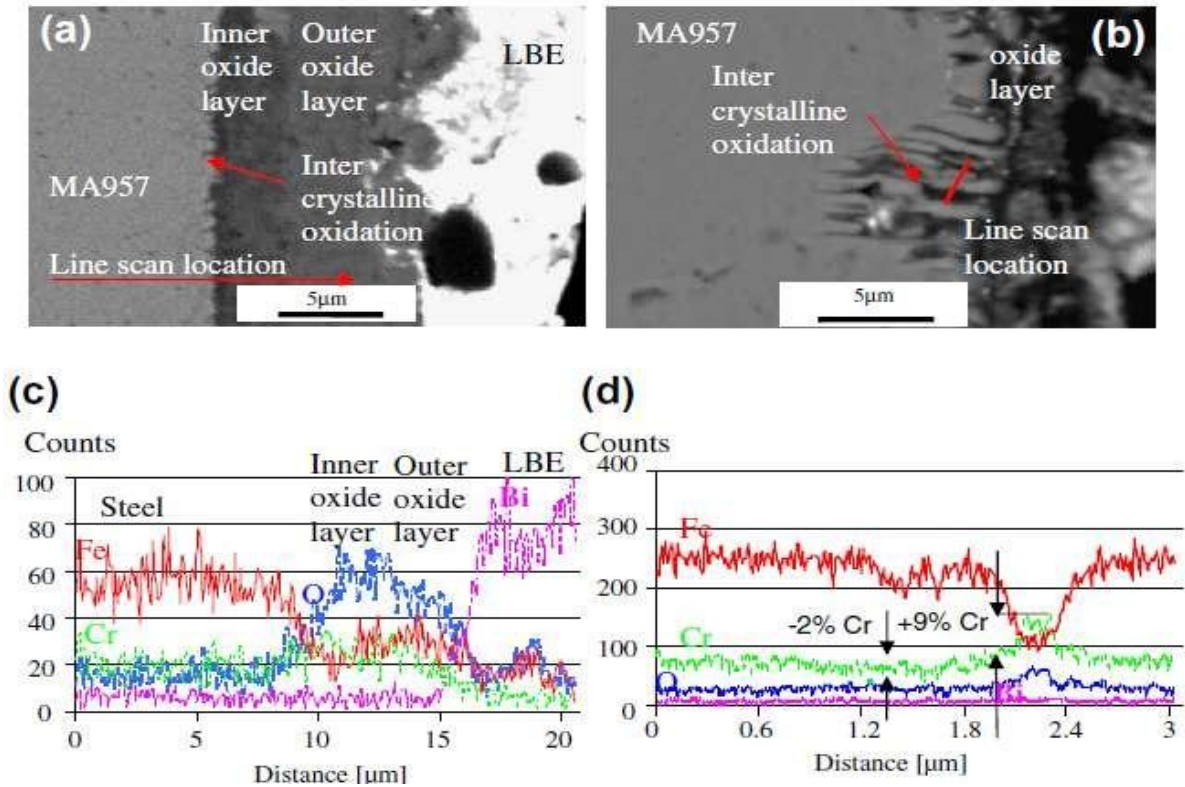 (a)
Inner
oxide
layer
Outer
oxide
layer
LBE
MA957
Inter
crystalline
oxidation
Line scan location
5μm
MA957
(b)
oxide
layer
Inter
crystalline
oxidation
Line scan
location
5μm
(c)
Counts
100
80
60
40
20
0
Steel
Inner
oxide
layer
Outer
oxide
layer
LBE
Bi
Fe
O
Cr
0 5 10 15 20
Distance [μm]
(d)
Counts
400
300
200
100
0
Fe
-2% Cr
+9% Cr
Cr
O
0 0.6 1.2 1.8 2.4 3
Distance [μm]